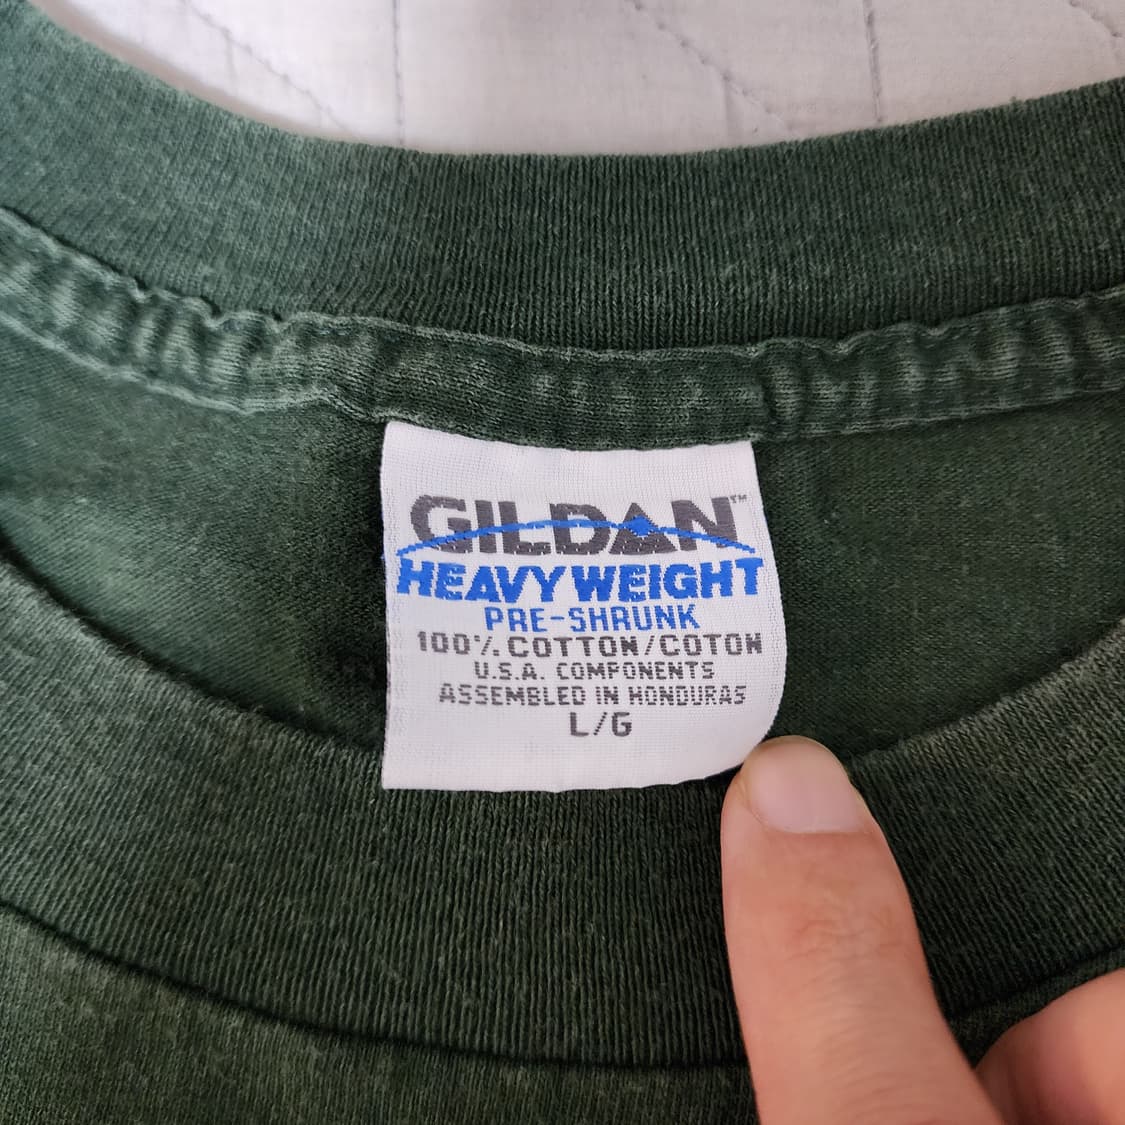 GILDAN™
HEAVY WEIGHT
PRE-SHRUNK
100% COTTON/COTON
U.S.A. COMPONENTS
ASSEMBLED IN HONDURAS
L/G